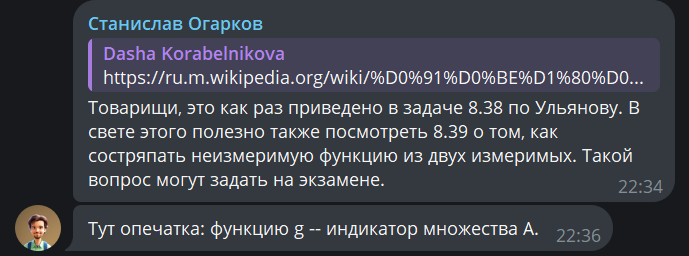 Станислав Огарков
Dasha Korabelnikova
https://ru.m.wikipedia.org/wiki/%D0%91%D0%BE%D1%80%D0...
Товарищи, это как раз приведено в задаче 8.38 по Ульянову. В
свете этого полезно также посмотреть 8.39 о том, как
состряпать неизмеримую функцию из двух измеримых. Такой
вопрос могут задать на экзамене.
22:34
Тут опечатка: функцию g -- индикатор множества A.
22:36